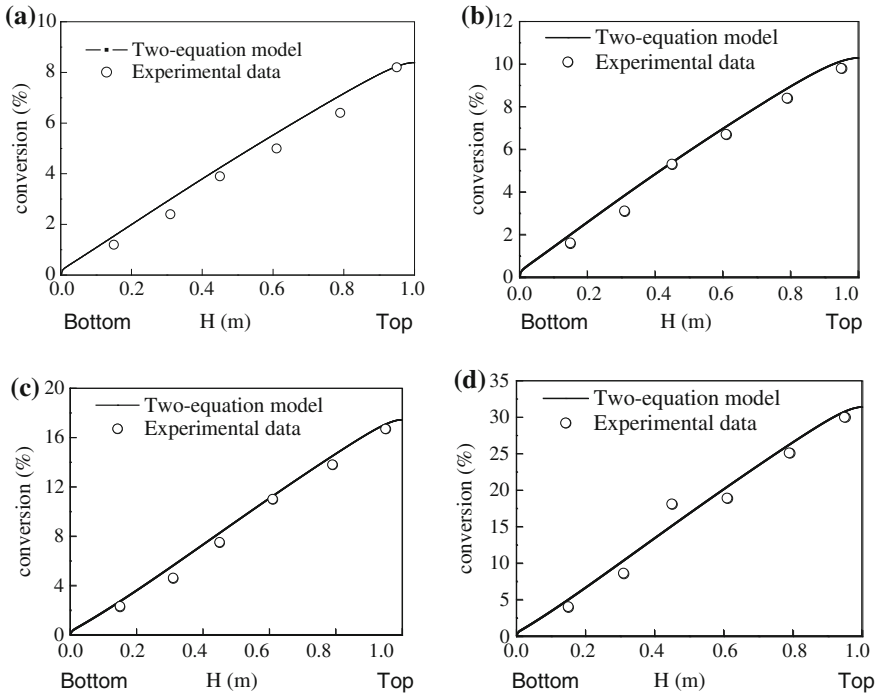 (a)
10
8
6
4
2
0
conversion (%)
Two-equation model
Experimental data
0.0 0.2 0.4 0.6 0.8 1.0
Bottom H (m) Top
(b)
12
10
8
6
4
2
0
conversion (%)
Two-equation model
Experimental data
0.0 0.2 0.4 0.6 0.8 1.0
Bottom H (m) Top
(c)
20
16
12
8
4
0
conversion (%)
Two-equation model
Experimental data
0.0 0.2 0.4 0.6 0.8 1.0
Bottom H (m) Top
(d)
35
30
25
20
15
10
5
0
conversion (%)
Two-equation model
Experimental data
0.0 0.2 0.4 0.6 0.8 1.0
Bottom H (m) Top